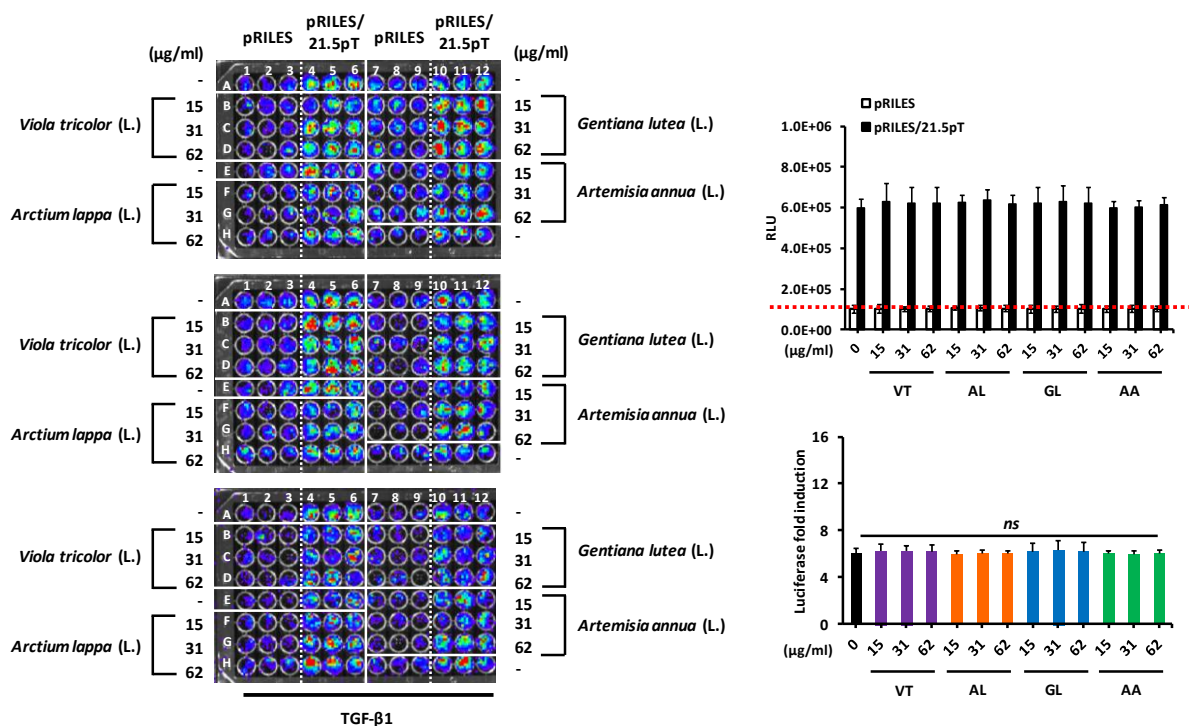 pRILES pRILES/ 21.5pT pRILES pRILES/ 21.5pT
(µg/ml) (µg/ml)
1 2 3 4 5 6 7 8 9 10 11 12
- A -
Viola tricolor (L.) 15 B 15 Gentiana lutea (L.)
31 C 31
62 D 62
- E 15 Artemisia annua (L.)
Arctium lappa (L.) 15 F 31
31 G 62
62 H -
1 2 3 4 5 6 7 8 9 10 11 12
- A -
Viola tricolor (L.) 15 B 15 Gentiana lutea (L.)
31 C 31
62 D 62
- E 15 Artemisia annua (L.)
Arctium lappa (L.) 15 F 31
31 G 62
62 H -
1 2 3 4 5 6 7 8 9 10 11 12
- A -
Viola tricolor (L.) 15 B 15 Gentiana lutea (L.)
31 C 31
62 D 62
- E 15 Artemisia annua (L.)
Arctium lappa (L.) 15 F 31
31 G 62
62 H -
TGF-β1
pRILES
pRILES/21.5pT
1.0E+06
8.0E+05
6.0E+05
4.0E+05
2.0E+05
0.0E+00
RLU
(µg/ml) 0 15 31 62 15 31 62 15 31 62 15 31 62
VT AL GL AA
16
12
8
4
0
Luciferase fold induction
ns
(µg/ml) 0 15 31 62 15 31 62 15 31 62 15 31 62
VT AL GL AA